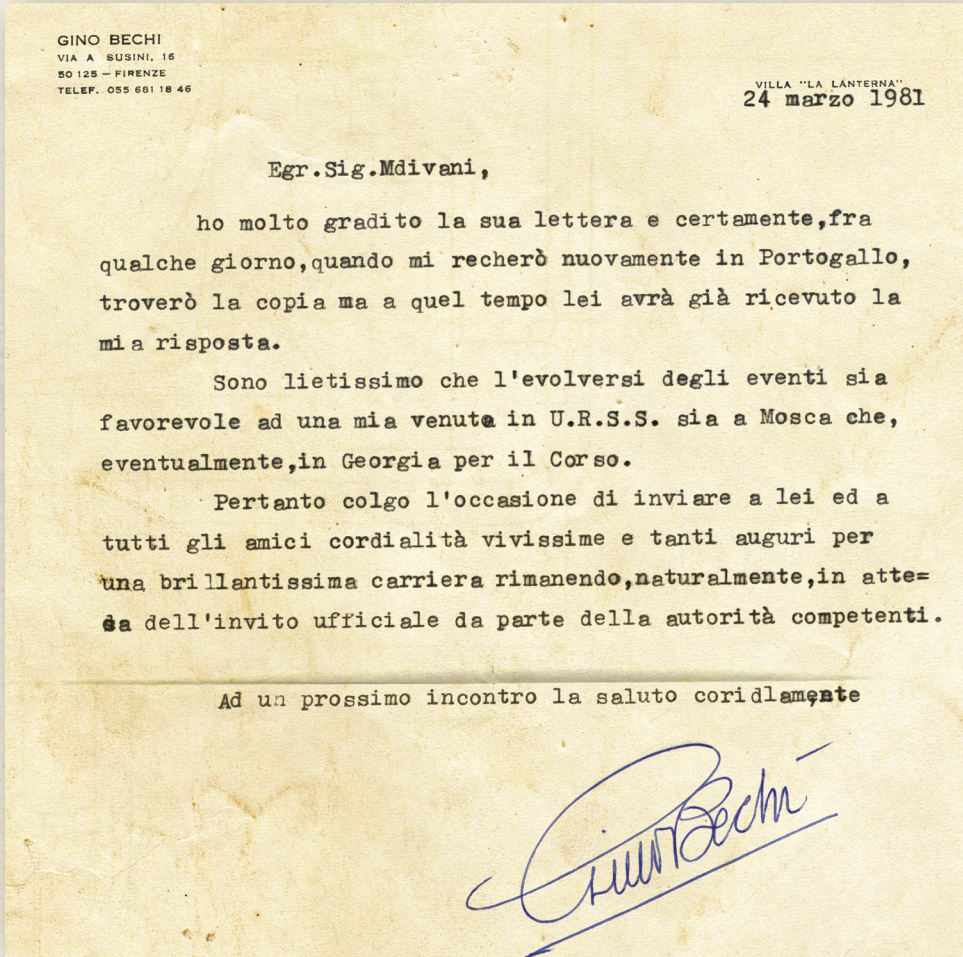 GINO BECHI
VIA A SUSINI, 16
50125 — FIRENZE
TELEF. 055 681 18 46
VILLA "LA LANTERNA"
24 marzo 1981
Egr.Sig.Mdivani,
ho molto gradito la sua lettera e certamente,fra
qualche giorno,quando mi recherò nuovamente in Portogallo,
troverò la copia ma a quel tempo lei avrà già ricevuto la
mia risposta.
Sono lietissimo che l'evolversi degli eventi sia
favorevole ad una mia venuta in U.R.S.S. sia a Mosca che,
eventualmente,in Georgia per il Corso.
Pertanto colgo l'occasione di inviare a lei ed a
tutti gli amici cordialità vivissime e tanti auguri per
una brillantissima carriera rimanendo,naturalmente,in atte=
sa dell'invito ufficiale da parte della autorità competenti.
Ad un prossimo incontro la saluto coridlamente
Gino Bechi